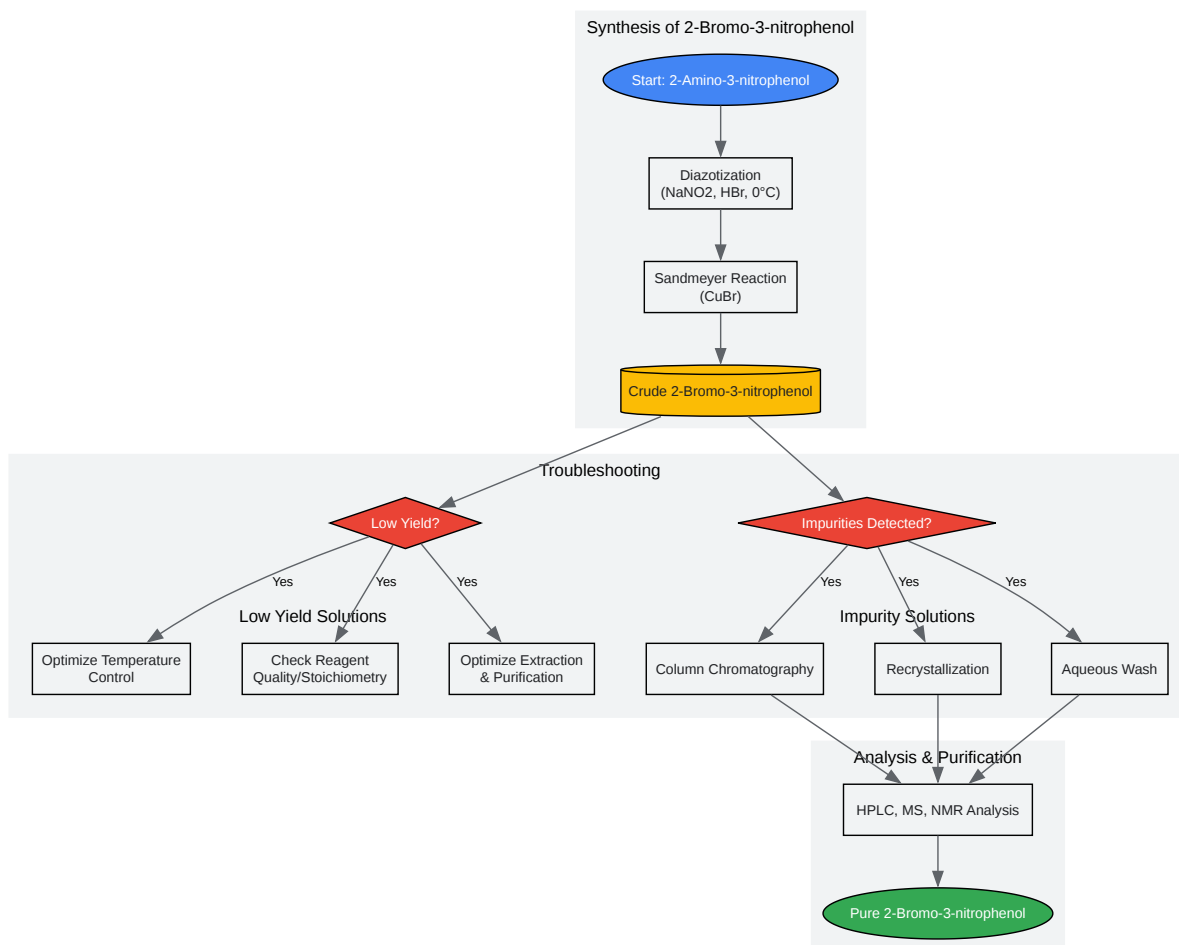 Synthesis of 2-Bromo-3-nitrophenol
Start: 2-Amino-3-nitrophenol
Diazotization
(NaNO2, HBr, 0°C)
Sandmeyer Reaction
(CuBr)
Crude 2-Bromo-3-nitrophenol
Troubleshooting
Low Yield?
Impurities Detected?
Yes
Yes
Yes
Yes
Yes
Yes
Low Yield Solutions
Impurity Solutions
Optimize Temperature
Control
Check Reagent
Quality/Stoichiometry
Optimize Extraction
& Purification
Column Chromatography
Recrystallization
Aqueous Wash
Analysis & Purification
HPLC, MS, NMR Analysis
Pure 2-Bromo-3-nitrophenol